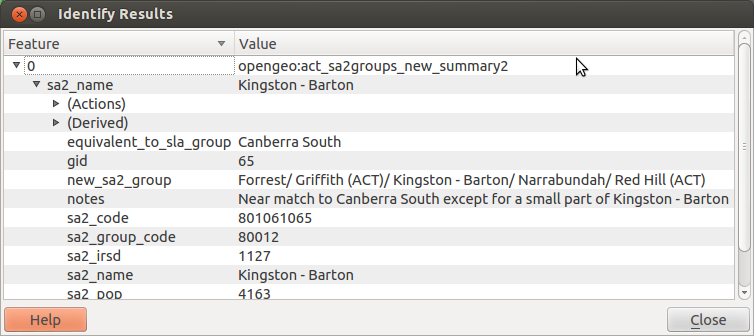 Identify Results
Feature Value
0 opengeo:act_sa2groups_new_summary2
sa2_name Kingston - Barton
(Actions)
(Derived)
equivalent_to_sla_group Canberra South
gid 65
new_sa2_group Forrest/ Griffith (ACT)/ Kingston - Barton/ Narrabundah/ Red Hill (ACT)
notes Near match to Canberra South except for a small part of Kingston - Barton
sa2_code 801061065
sa2_group_code 80012
sa2_irsd 1127
sa2_name Kingston - Barton
sa2_pop 4163
Help Close